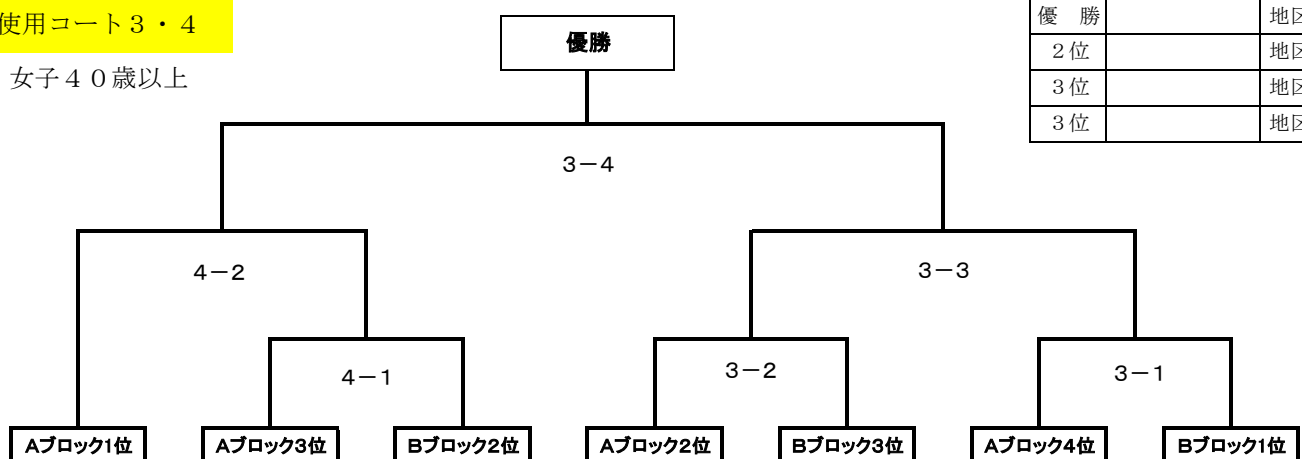 使用コート３・４
女子４０歳以上
優勝
優　勝
地区
２位
地区
３位
地区
３位
地区
３－４
４－２
３－３
４－１
３－２
３－１
Aブロック1位
Aブロック3位
Bブロック2位
Aブロック2位
Bブロック3位
Aブロック4位
Bブロック1位